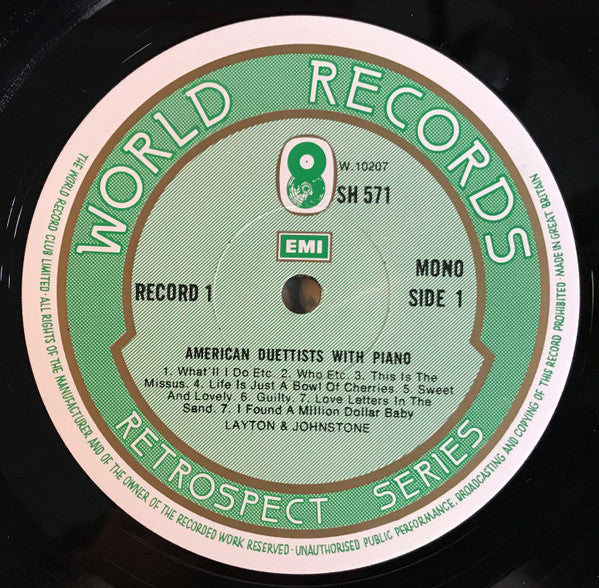 WORLD RECORDS
W.10207
SH 571
EMI
RECORD 1
MONO
SIDE 1
AMERICAN DUETTISTS WITH PIANO
1. What'll I Do Etc. 2. Who Etc. 3. This Is The
Missus. 4. Life Is Just A Bowl Of Cherries. 5. Sweet
And Lovely. 6. Guilty. 7. Love Letters In The
Sand. 7. I Found A Million Dollar Baby
LAYTON & JOHNSTONE
RETROSPECT SERIES
THE WORLD RECORD CLUB LIMITED·ALL RIGHTS OF THE MANUFACTURER AND OF THE OWNER OF THE RECORDED WORK RESERVED·UNAUTHORISED PUBLIC PERFORMANCE, BROADCASTING AND COPYING OF THIS RECORD PROHIBITED·MADE IN GREAT BRITAIN